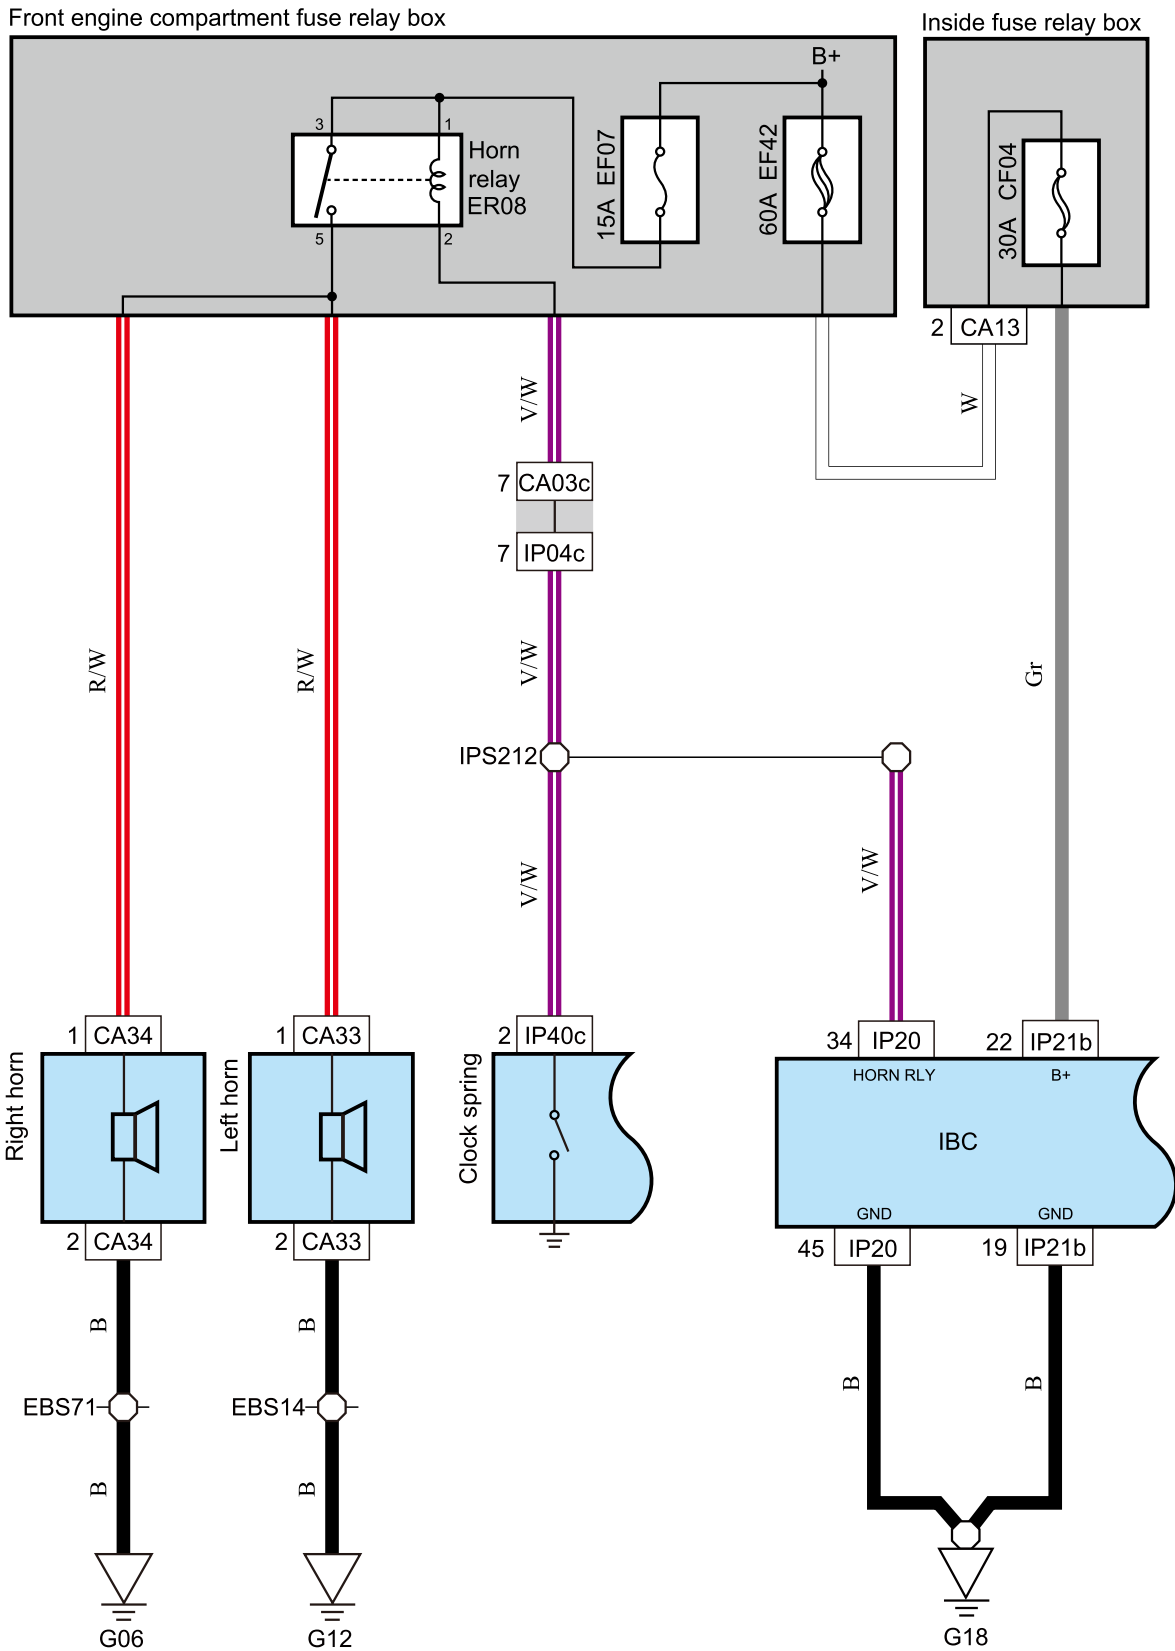 Front engine compartment fuse relay box
Inside fuse relay box
B+
3
1
Horn
relay
ER08
5
2
15A EF07
60A EF42
30A CF04
2 CA13
V/W
W
7 CA03c
7 IP04c
R/W
R/W
V/W
Gr
IPS212
V/W
V/W
1 CA34
1 CA33
2 IP40c
34 IP20
22 IP21b
Right horn
Left horn
Clock spring
HORN RLY
B+
IBC
GND
GND
2 CA34
2 CA33
45 IP20
19 IP21b
B
B
B
B
EBS71
EBS14
B
B
G06
G12
G18